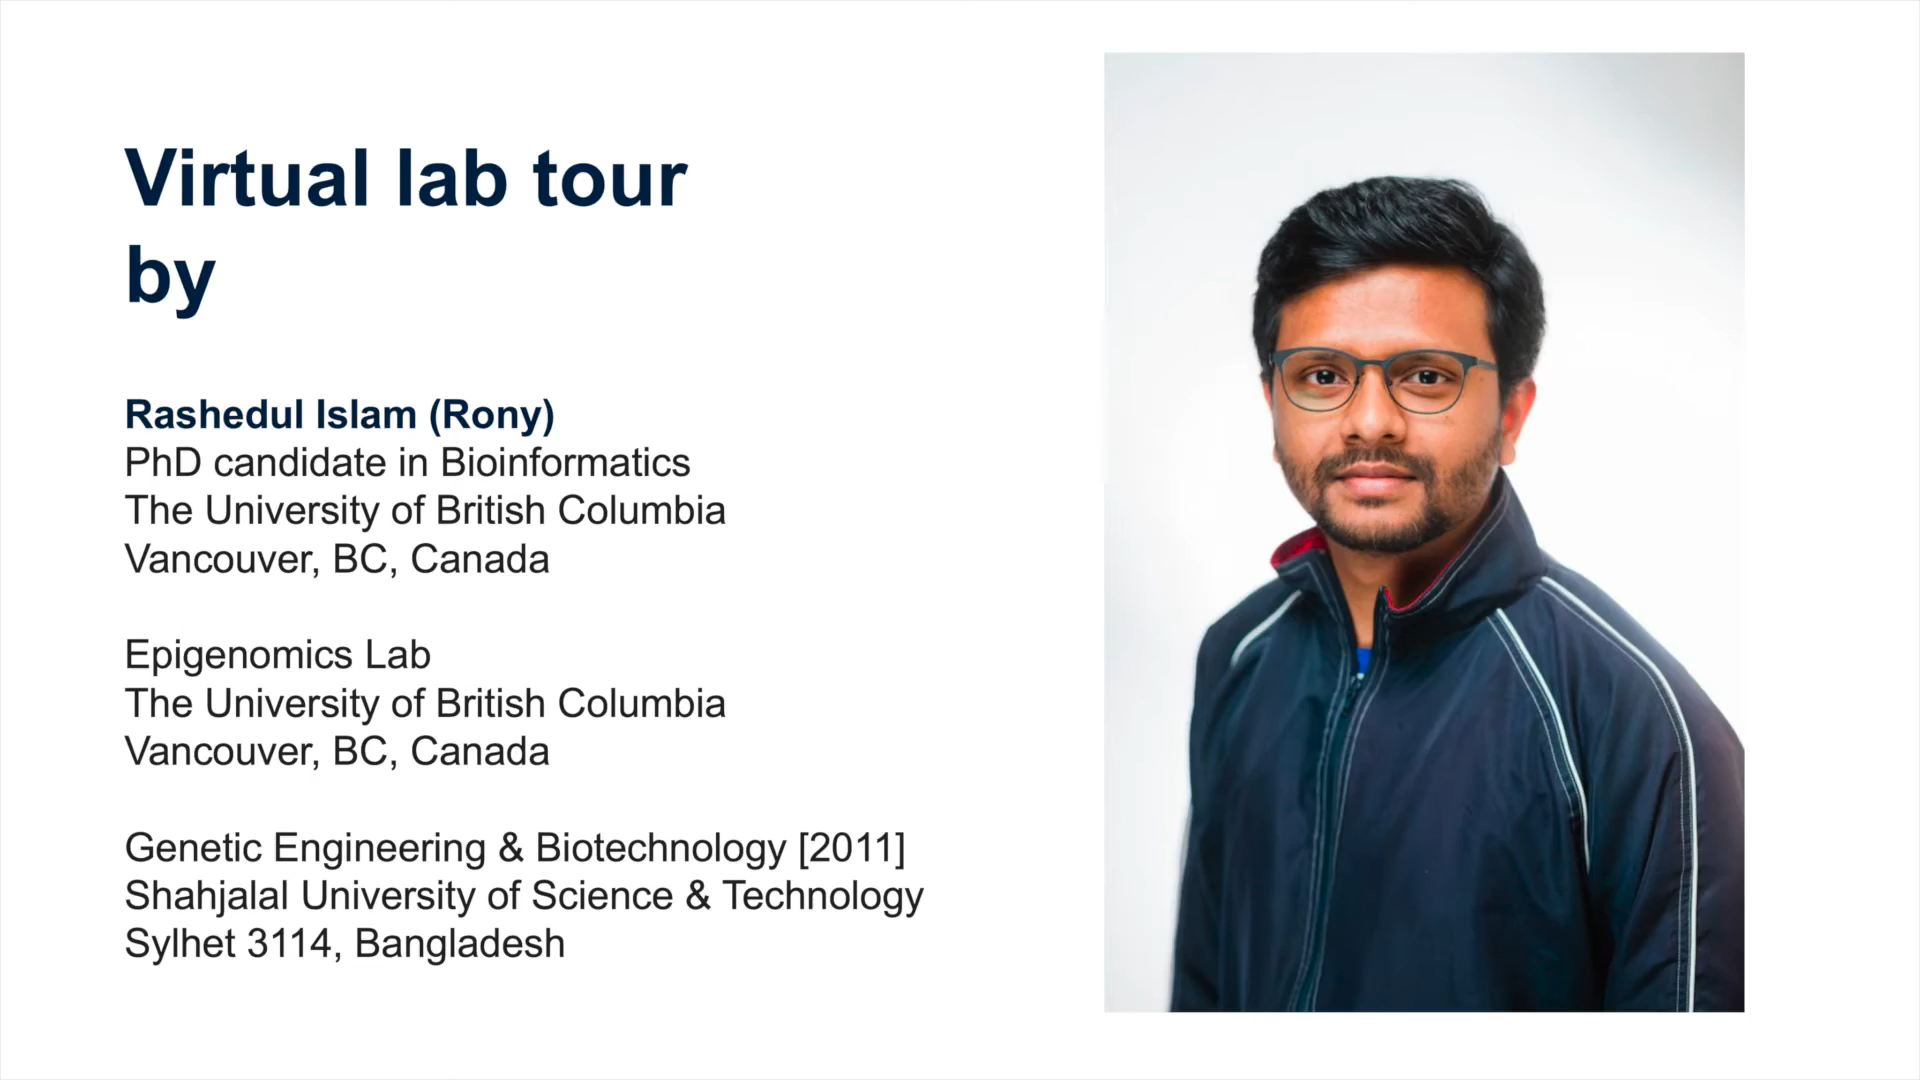 Virtual lab tour
by
Rashedul Islam (Rony)
PhD candidate in Bioinformatics
The University of British Columbia
Vancouver, BC, Canada
Epigenomics Lab
The University of British Columbia
Vancouver, BC, Canada
Genetic Engineering & Biotechnology [2011]
Shahjalal University of Science & Technology
Sylhet 3114, Bangladesh